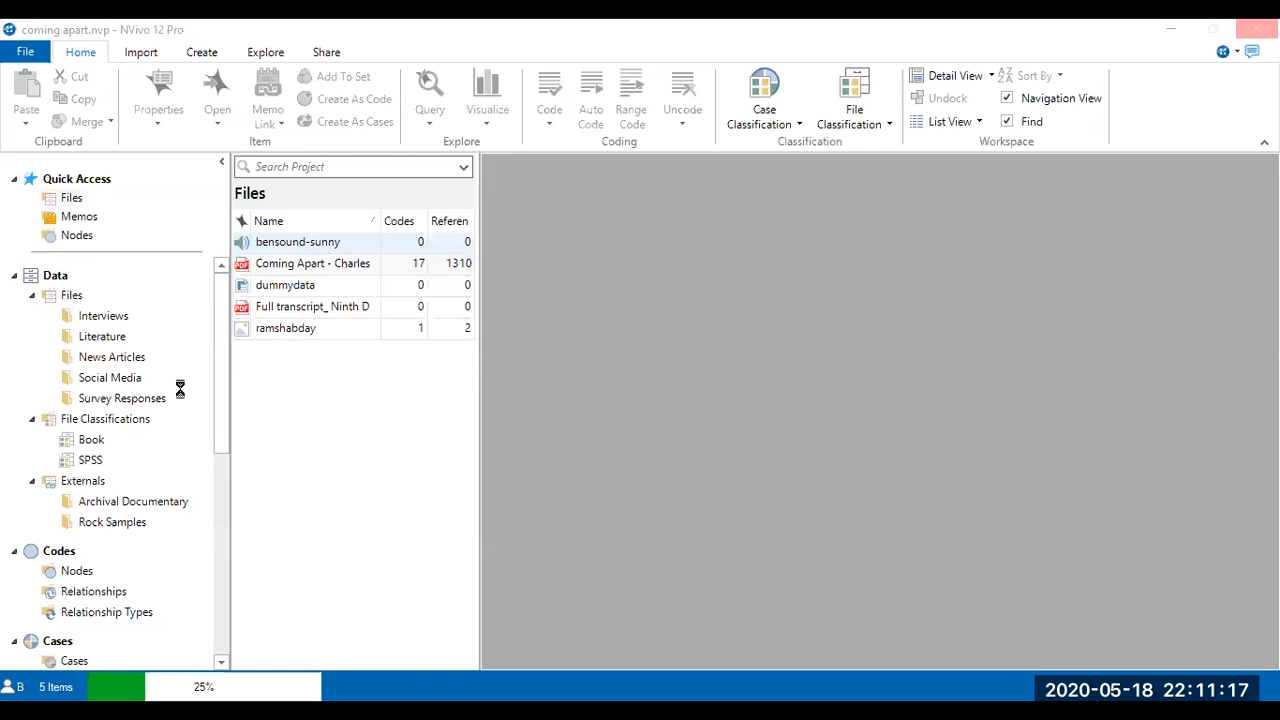 coming apart.nvp - NVivo 12 Pro
File Home Import Create Explore Share
Paste Cut Copy Merge
Clipboard
Properties Open Memo Link Add To Set Create As Code Create As Cases
Item
Query Visualize
Explore
Code Auto Code Range Code Uncode
Coding
Case Classification File Classification
Classification
Detail View Sort By
Undock Navigation View
List View Find
Workspace
Quick Access
Files
Memos
Nodes
Data
Files
Interviews
Literature
News Articles
Social Media
Survey Responses
File Classifications
Book
SPSS
Externals
Archival Documentary
Rock Samples
Codes
Nodes
Relationships
Relationship Types
Cases
Cases
Search Project
Files
Name Codes Referen
bensound-sunny 0 0
PDF Coming Apart - Charles 17 1310
dummydata 0 0
PDF Full transcript_ Ninth D 0 0
ramshabday 1 2
B 5 Items 25% 2020-05-18 22:11:17